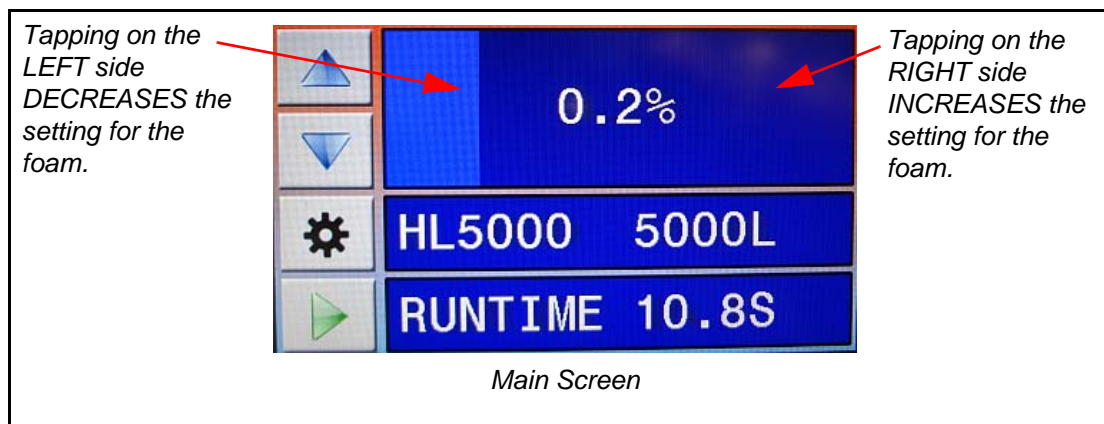 Tapping on the
LEFT side
DECREASES the
setting for the
foam.
0.2%
HL5000 5000L
RUNTIME 10.8S
Tapping on the
RIGHT side
INCREASES the
setting for the
foam.
Main Screen